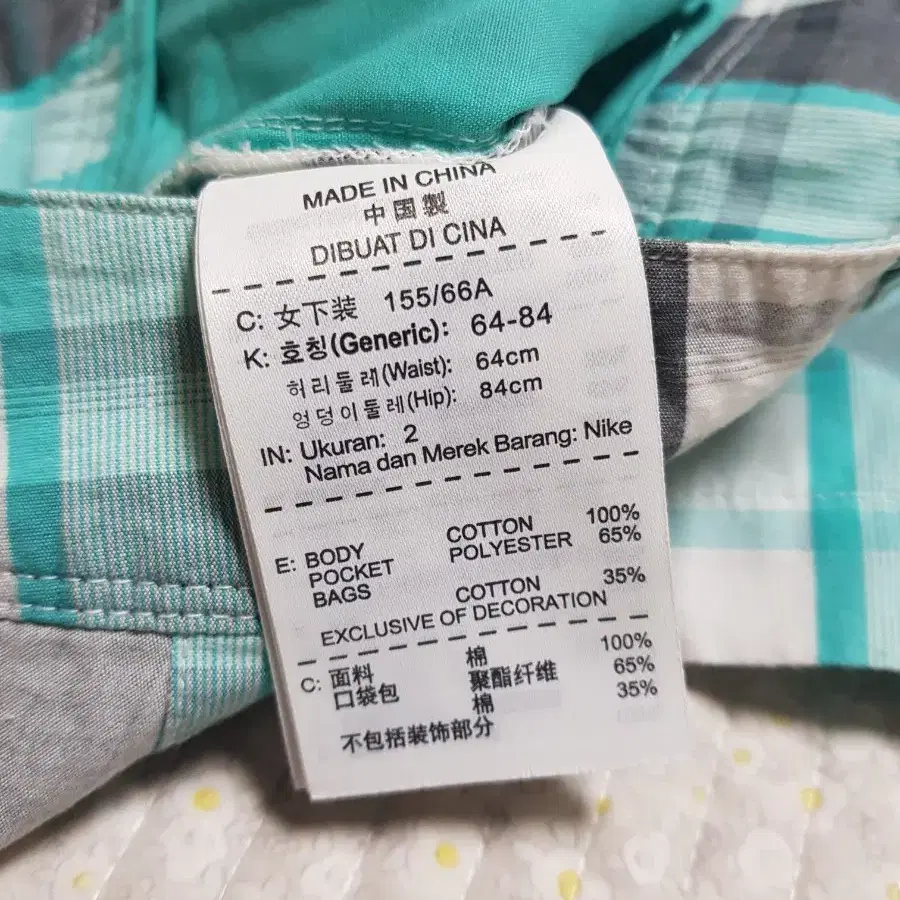 MADE IN CHINA
中国製
DIBUAT DI CINA
C: 女下装 155/66A
K: 호칭(Generic): 64-84
허리둘레(Waist): 64cm
엉덩이둘레(Hip): 84cm
IN: Ukuran: 2
Nama dan Merek Barang: Nike
E: BODY COTTON 100%
POCKET POLYESTER 65%
BAGS COTTON 35%
EXCLUSIVE OF DECORATION
C: 面料 棉 100%
口袋包 聚酯纤维 65%
棉 35%
不包括装饰部分